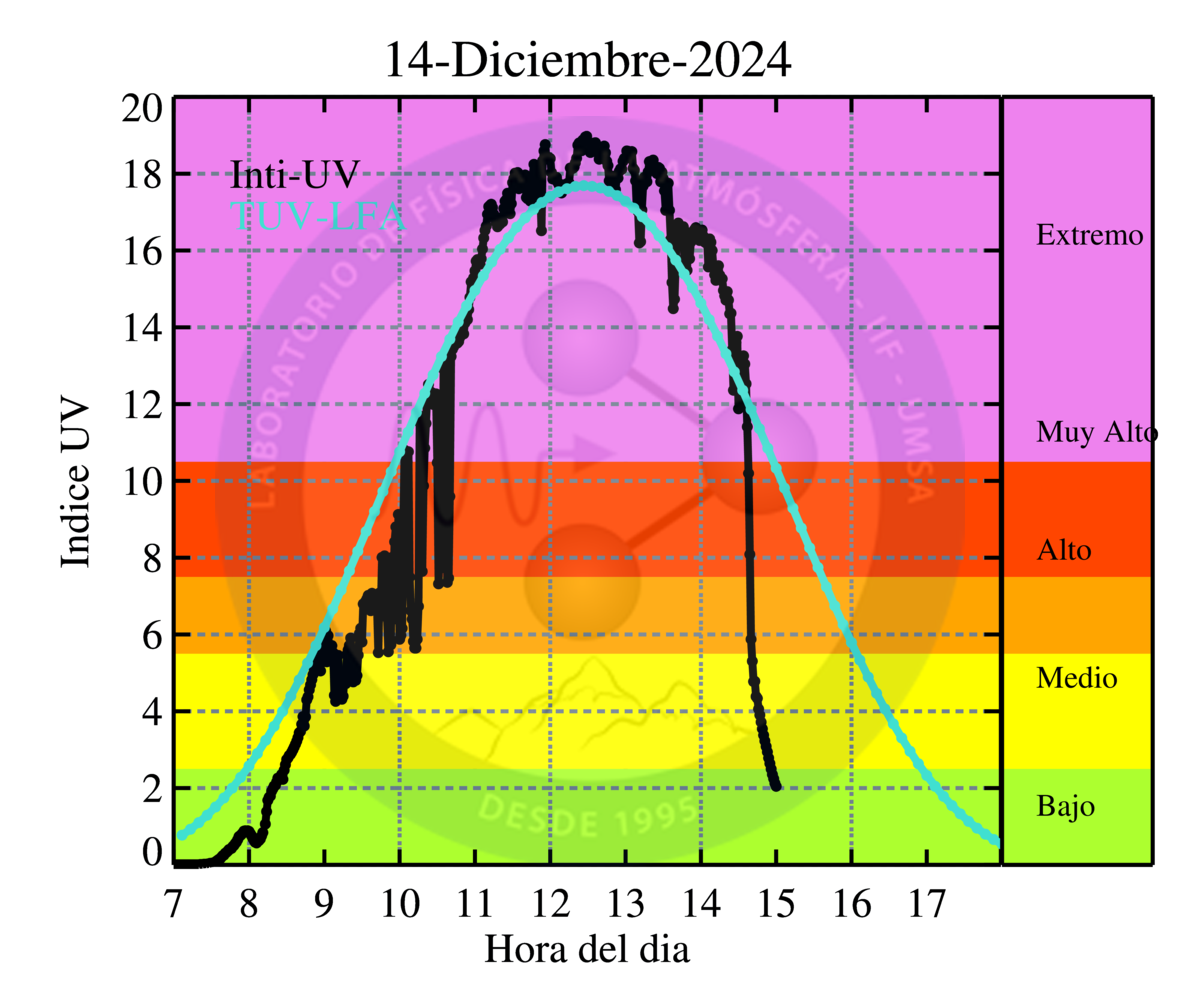 14-Diciembre-2024
Indice UV
20
18
16
14
12
10
8
6
4
2
0
Inti-UV
TUV-LFA
LABORATORIO DE FÍSICA DE LA ATMÓSFERA - IIF - UMSA
DESDE 1995
Extremo
Muy Alto
Alto
Medio
Bajo
7 8 9 10 11 12 13 14 15 16 17
Hora del dia